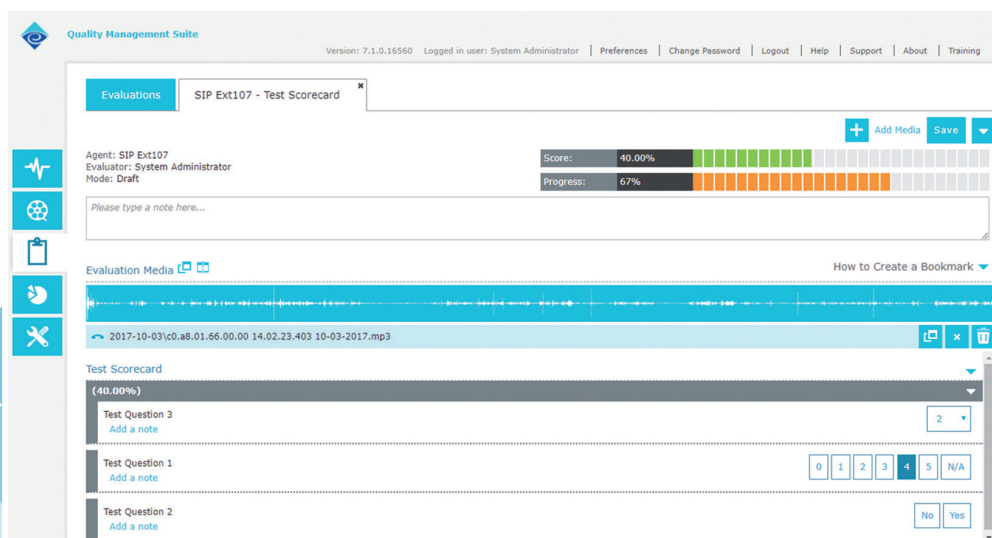 Quality Management Suite
Version: 7.1.0.16560 Logged in user: System Administrator | Preferences | Change Password | Logout | Help | Support | About | Training
Evaluations
SIP Ext107 - Test Scorecard ×
+ Add Media Save
Agent: SIP Ext107
Evaluator: System Administrator
Mode: Draft
Score: 40.00%
Progress: 67%
Please type a note here...
Evaluation Media
How to Create a Bookmark
2017-10-03\c0.a8.01.66.00.00 14.02.23.403 10-03-2017.mp3
Test Scorecard
(40.00%)
Test Question 3
Add a note
2
Test Question 1
Add a note
0 1 2 3 4 5 N/A
Test Question 2
Add a note
No Yes